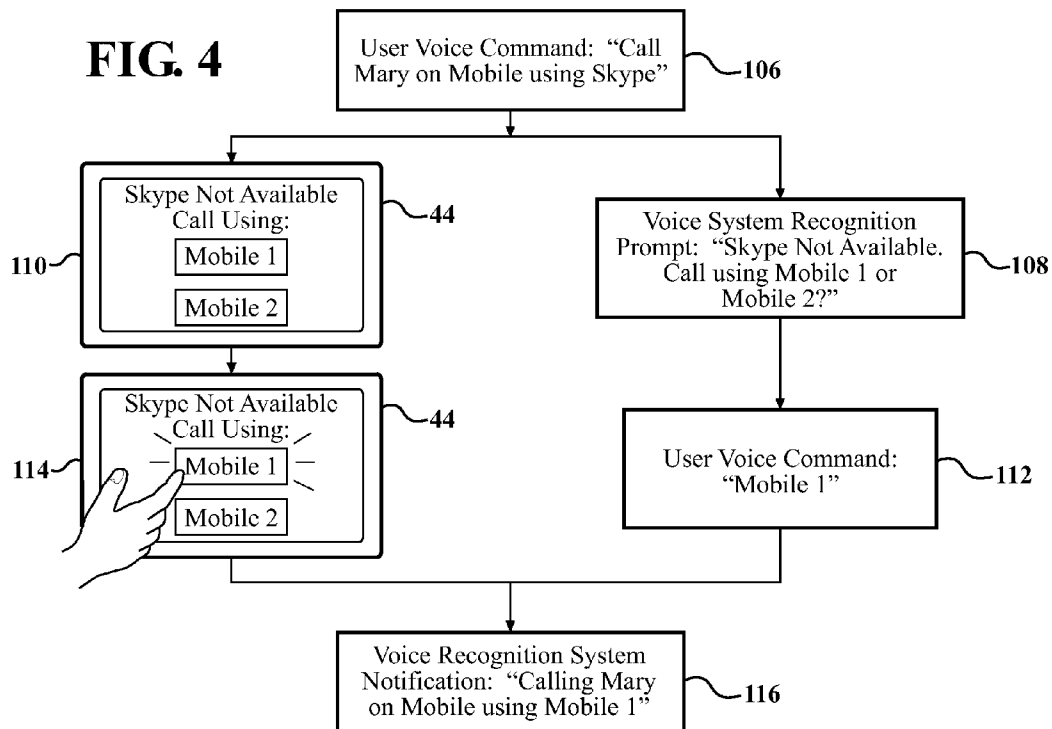 FIG. 4
User Voice Command: “Call
Mary on Mobile using Skype”
106
Skype Not Available
Call Using:
Mobile 1
Mobile 2
44
110
Voice System Recognition
Prompt: “Skype Not Available.
Call using Mobile 1 or
Mobile 2?”
108
Skype Not Available
Call Using:
Mobile 1
Mobile 2
44
114
User Voice Command:
“Mobile 1”
112
Voice Recognition System
Notification: “Calling Mary
on Mobile using Mobile 1”
116